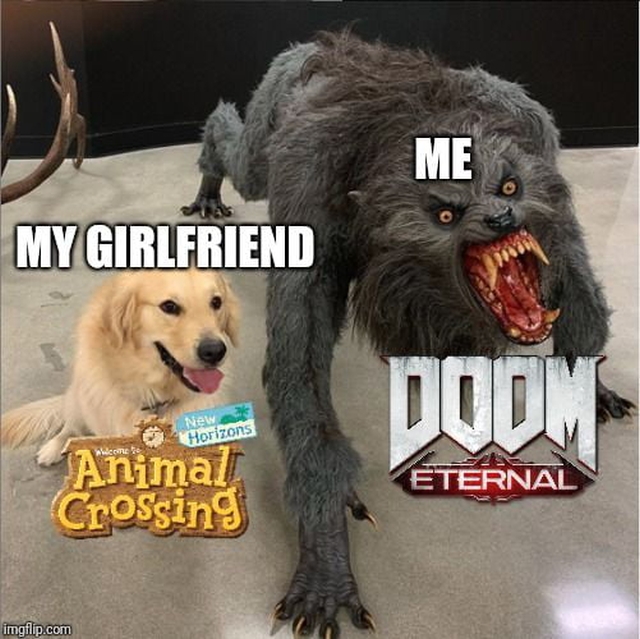 ME
MY GIRLFRIEND
New
Horizons
Welcome to
Animal
Crossing
DOOM
ETERNAL
imgflip.com